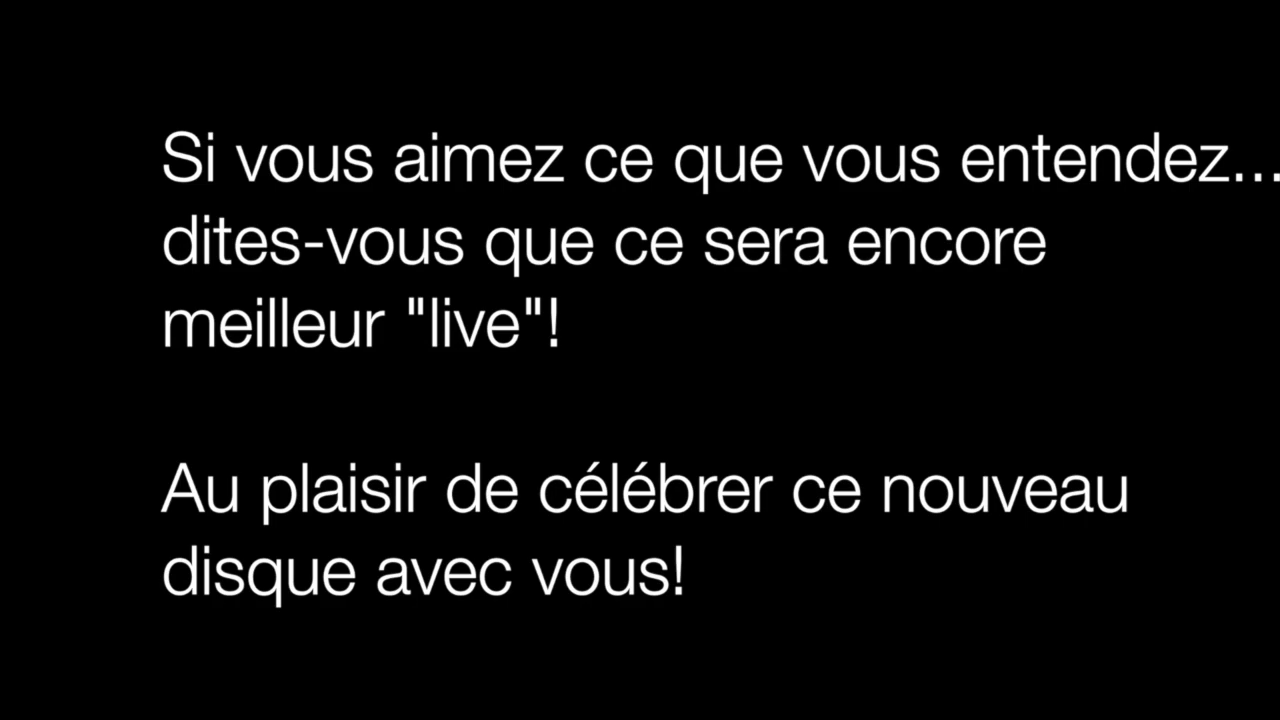 Si vous aimez ce que vous entendez...
dites-vous que ce sera encore
meilleur "live"!
Au plaisir de célébrer ce nouveau
disque avec vous!